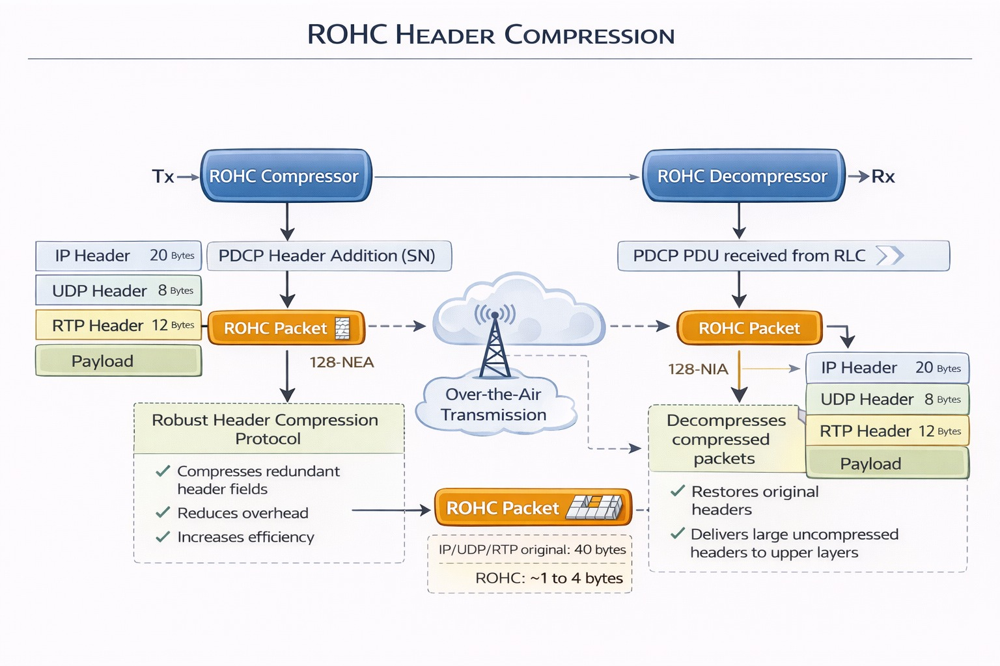 ROHC HEADER COMPRESSION
Tx
ROHC Compressor
ROHC Decompressor
Rx
IP Header 20 Bytes
PDCP Header Addition (SN)
PDCP PDU received from RLC
UDP Header 8 Bytes
RTP Header 12 Bytes
ROHC Packet
ROHC Packet
Payload
128-NEA
128-NIA
IP Header 20 Bytes
UDP Header 8 Bytes
RTP Header 12 Bytes
Payload
Over-the-Air
Transmission
Robust Header Compression
Protocol
Compresses redundant
header fields
Reduces overhead
Increases efficiency
ROHC Packet
IP/UDP/RTP original: 40 bytes
ROHC: ~1 to 4 bytes
Decompresses
compressed
packets
Restores original
headers
Delivers large uncompressed
headers to upper layers